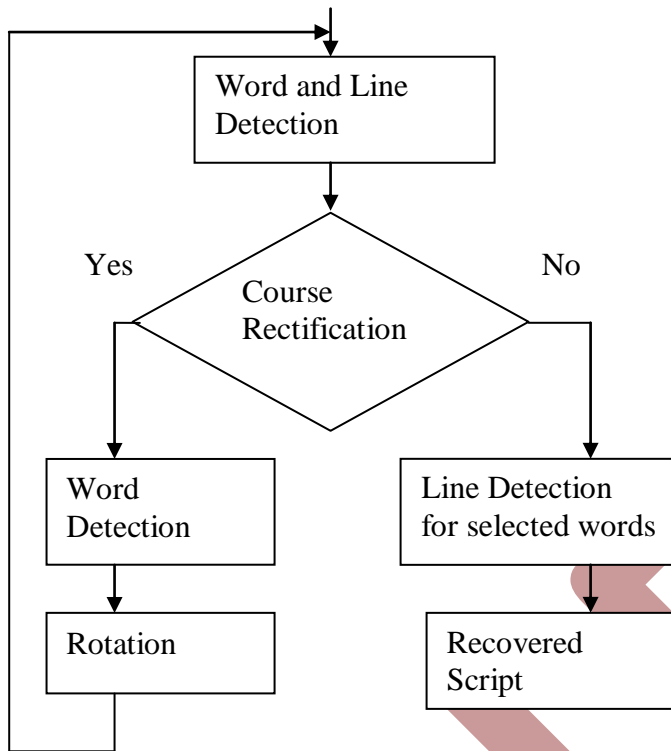 Word and Line
Detection
Yes
No
Course
Rectification
Word
Detection
Line Detection
for selected words
Rotation
Recovered
Script